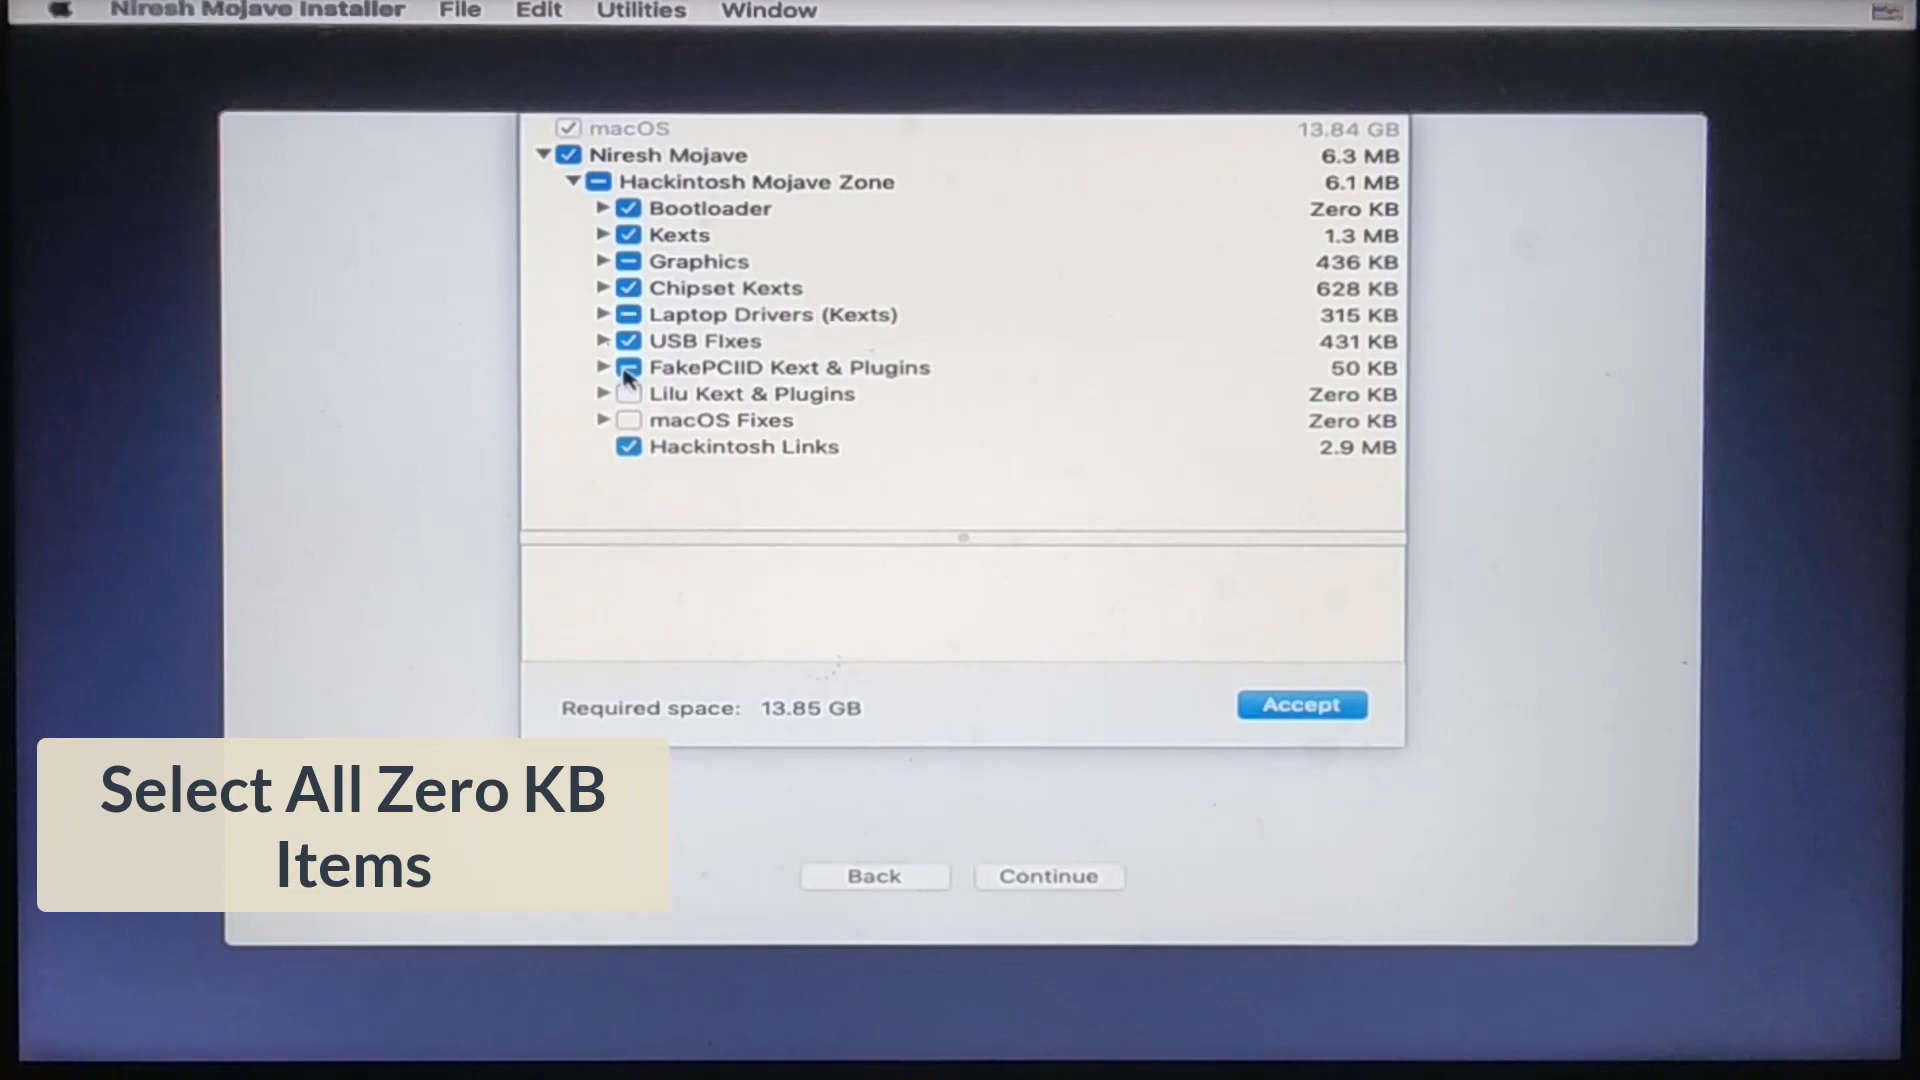 Niresh Mojave Installer File Edit Utilities Window
macOS 13.84 GB
Niresh Mojave 6.3 MB
Hackintosh Mojave Zone 6.1 MB
Bootloader Zero KB
Kexts 1.3 MB
Graphics 436 KB
Chipset Kexts 628 KB
Laptop Drivers (Kexts) 315 KB
USB FIxes 431 KB
FakePCIID Kext & Plugins 50 KB
Lilu Kext & Plugins Zero KB
macOS Fixes Zero KB
Hackintosh Links 2.9 MB
Required space: 13.85 GB Accept
Select All Zero KB
Items
Back Continue